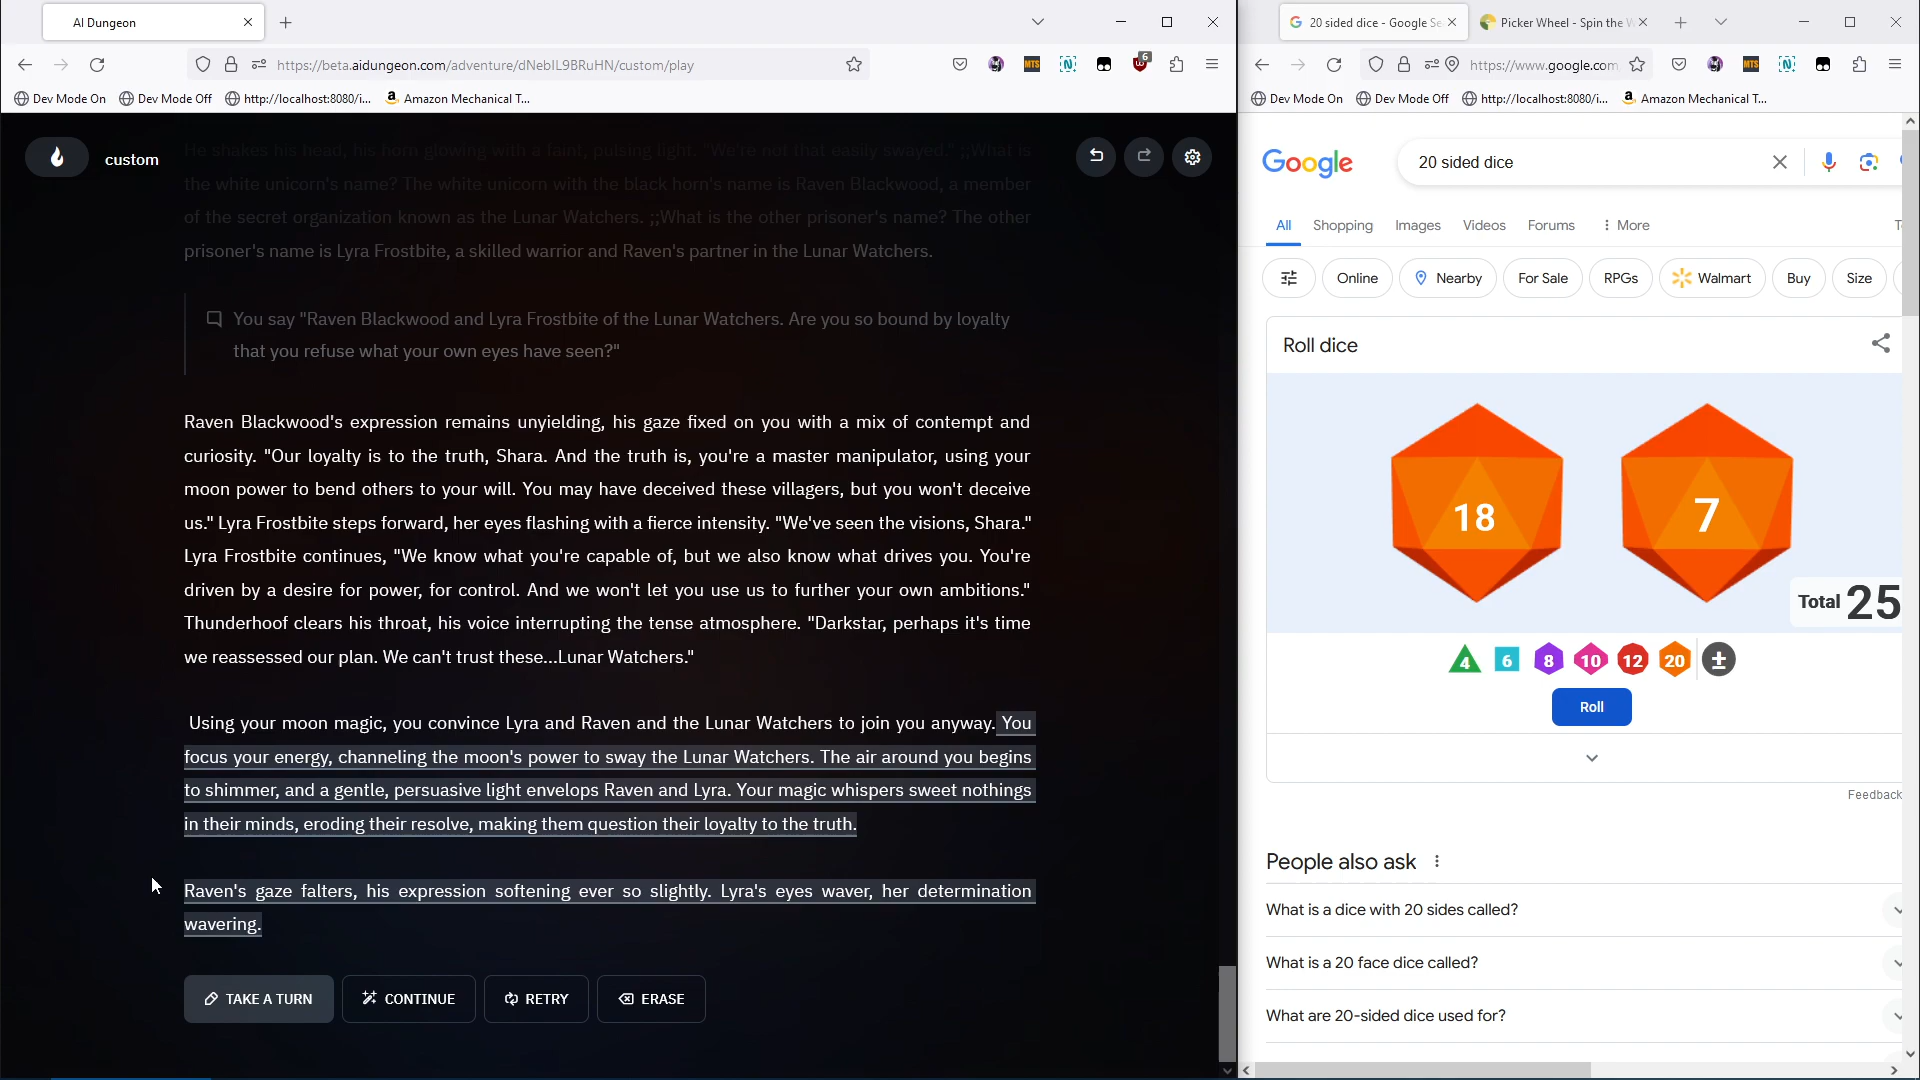 AI Dungeon
20 sided dice - Google Se
Picker Wheel - Spin the W
https://beta.aidungeon.com/adventure/dNebIL9BRuHN/custom/play
MTS
6
https://www.google.com
MTS
Dev Mode On
Dev Mode Off
http://localhost:8080/i...
Amazon Mechanical T...
Dev Mode On
Dev Mode Off
http://localhost:8080/i...
Amazon Mechanical T...
custom
He shakes his head, his horn glowing with a faint, pulsing light. "We're not that easily swayed." ;;What is
the white unicorn's name? The white unicorn with the black horn's name is Raven Blackwood, a member
of the secret organization known as the Lunar Watchers. ;;What is the other prisoner's name? The other
prisoner's name is Lyra Frostbite, a skilled warrior and Raven's partner in the Lunar Watchers.
You say "Raven Blackwood and Lyra Frostbite of the Lunar Watchers. Are you so bound by loyalty
that you refuse what your own eyes have seen?"
Raven Blackwood's expression remains unyielding, his gaze fixed on you with a mix of contempt and
curiosity. "Our loyalty is to the truth, Shara. And the truth is, you're a master manipulator, using your
moon power to bend others to your will. You may have deceived these villagers, but you won't deceive
us." Lyra Frostbite steps forward, her eyes flashing with a fierce intensity. "We've seen the visions, Shara."
Lyra Frostbite continues, "We know what you're capable of, but we also know what drives you. You're
driven by a desire for power, for control. And we won't let you use us to further your own ambitions."
Thunderhoof clears his throat, his voice interrupting the tense atmosphere. "Darkstar, perhaps it's time
we reassessed our plan. We can't trust these...Lunar Watchers."
Using your moon magic, you convince Lyra and Raven and the Lunar Watchers to join you anyway. You
focus your energy, channeling the moon's power to sway the Lunar Watchers. The air around you begins
to shimmer, and a gentle, persuasive light envelops Raven and Lyra. Your magic whispers sweet nothings
in their minds, eroding their resolve, making them question their loyalty to the truth.
Raven's gaze falters, his expression softening ever so slightly. Lyra's eyes waver, her determination
wavering.
TAKE A TURN
CONTINUE
RETRY
ERASE
Google
20 sided dice
All
Shopping
Images
Videos
Forums
More
Online
Nearby
For Sale
RPGs
Walmart
Buy
Size
Roll dice
18
7
Total 25
4
6
8
10
12
20
±
Roll
Feedback
People also ask
What is a dice with 20 sides called?
What is a 20 face dice called?
What are 20-sided dice used for?